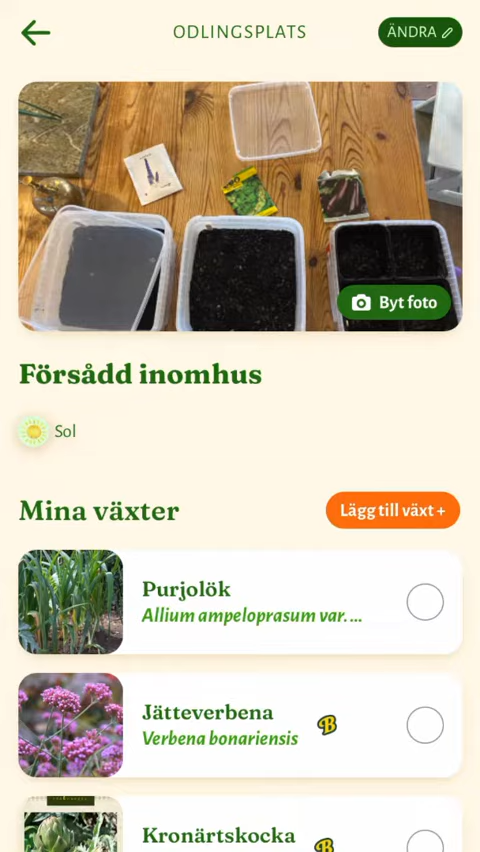 ODLINGSPLATS
ÄNDRA
Byt foto
Försådd inomhus
Sol
Mina växter
Lägg till växt +
Purjolök
Allium ampeloprasum var. ...
Jätteverbena
B
Verbena bonariensis
Kronärtskocka
B